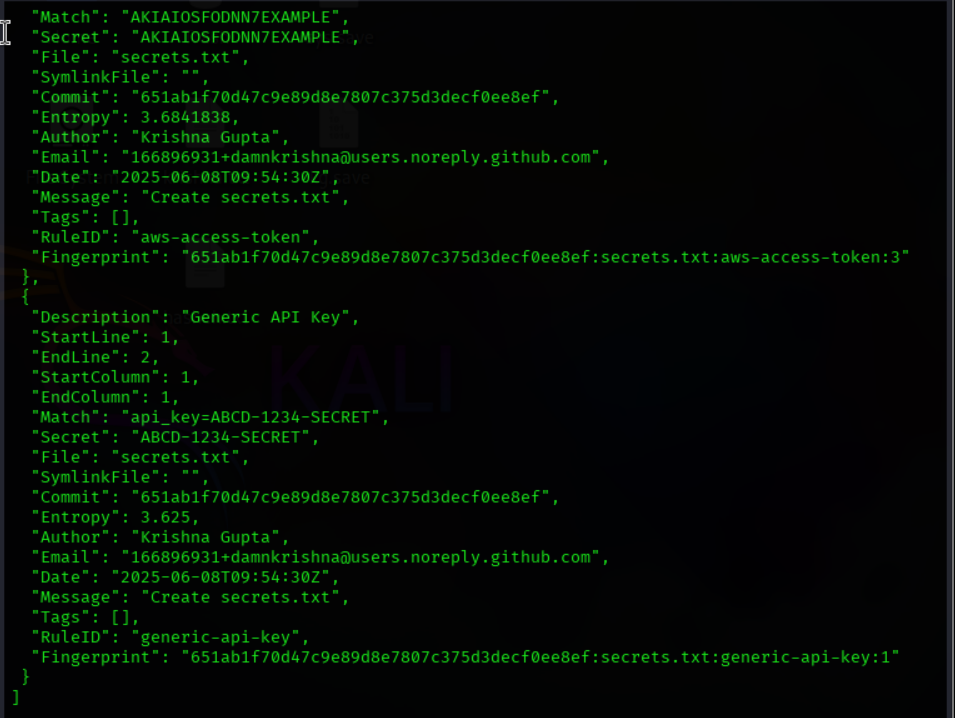 "Match": "AKIAIOSFODNN7EXAMPLE",
"Secret": "AKIAIOSFODNN7EXAMPLE",
"File": "secrets.txt",
"SymlinkFile": "",
"Commit": "651ab1f70d47c9e89d8e7807c375d3decf0ee8ef",
"Entropy": 3.6841838,
"Author": "Krishna Gupta",
"Email": "166896931+damnkrishna@users.noreply.github.com",
"Date": "2025-06-08T09:54:30Z",
"Message": "Create secrets.txt",
"Tags": [],
"RuleID": "aws-access-token",
"Fingerprint": "651ab1f70d47c9e89d8e7807c375d3decf0ee8ef:secrets.txt:aws-access-token:3"
},
{
"Description": "Generic API Key",
"StartLine": 1,
"EndLine": 2,
"StartColumn": 1,
"EndColumn": 1,
"Match": "api_key=ABCD-1234-SECRET",
"Secret": "ABCD-1234-SECRET",
"File": "secrets.txt",
"SymlinkFile": "",
"Commit": "651ab1f70d47c9e89d8e7807c375d3decf0ee8ef",
"Entropy": 3.625,
"Author": "Krishna Gupta",
"Email": "166896931+damnkrishna@users.noreply.github.com",
"Date": "2025-06-08T09:54:30Z",
"Message": "Create secrets.txt",
"Tags": [],
"RuleID": "generic-api-key",
"Fingerprint": "651ab1f70d47c9e89d8e7807c375d3decf0ee8ef:secrets.txt:generic-api-key:1"
}
]
KALI